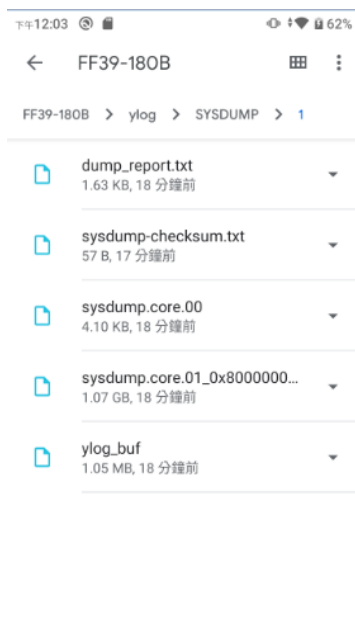 下午12:03 62%
FF39-180B
FF39-180B > ylog > SYSDUMP > 1
dump_report.txt
1.63 KB, 18 分鐘前
sysdump-checksum.txt
57 B, 17 分鐘前
sysdump.core.00
4.10 KB, 18 分鐘前
sysdump.core.01_0x8000000...
1.07 GB, 18 分鐘前
ylog_buf
1.05 MB, 18 分鐘前